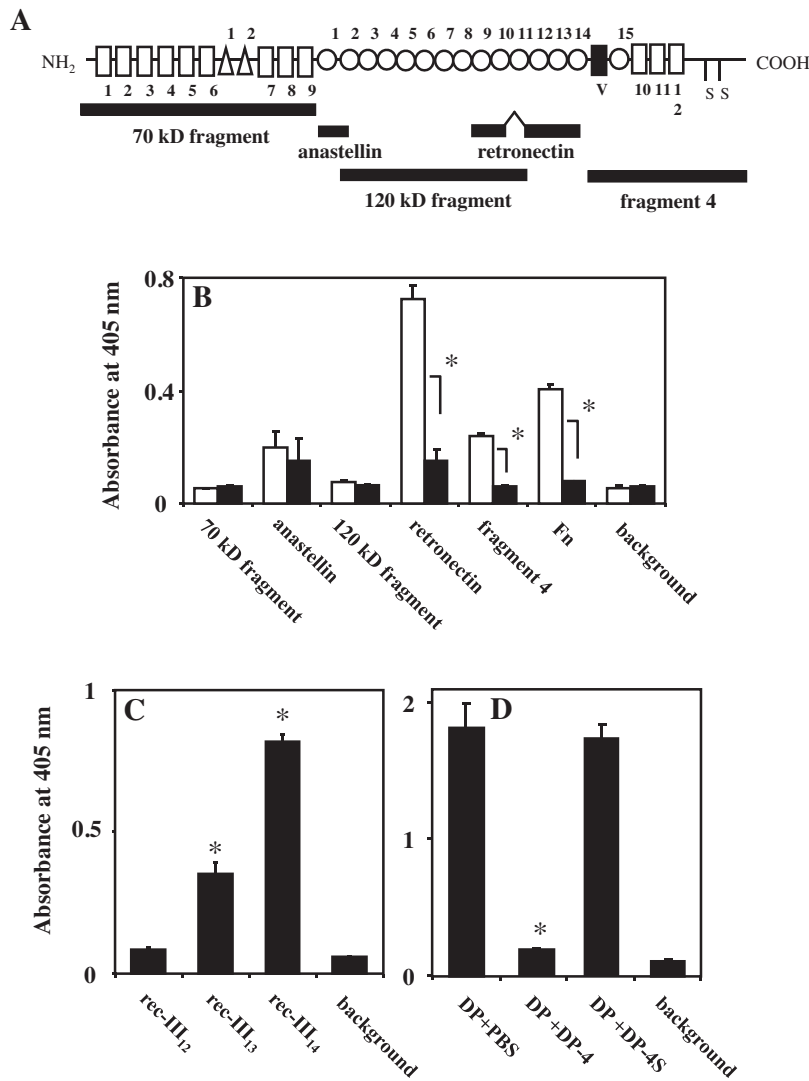 A
1 2 1 2 3 4 5 6 7 8 9 10 11 12 13 14 15
NH2 COOH
1 2 3 4 5 6 7 8 9 V 10 11 1 S S
2
70 kD fragment
anastellin retronectin
120 kD fragment fragment 4
B
Absorbance at 405 nm
0.8
0.4
0
* * *
70 kD fragment
anastellin
120 kD fragment
retronectin
fragment 4
Fn
background
C
Absorbance at 405 nm
1
0.5
0
* *
rec-III12
rec-III13
rec-III14
background
D
2
1
0
*
DP+PBS
DP+DP-4
DP+DP-4S
background